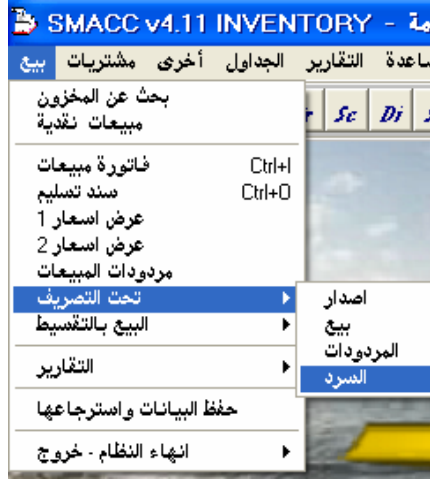 SMACC v4.11 INVENTORY -
بيع مشتريات أخرى الجداول التقارير
Sc Di
بحث عن المخزون
مبيعات نقدية
فاتورة مبيعات Ctrl+I
سند تسليم Ctrl+O
عرض اسعار 1
عرض اسعار 2
مردودات المبيعات
تحت التصريف
البيع بالتقسيط
التقارير
حفظ البيانات واسترجاعها
انهاء النظام - خروج
اصدار
بيع
المردودات
السرد